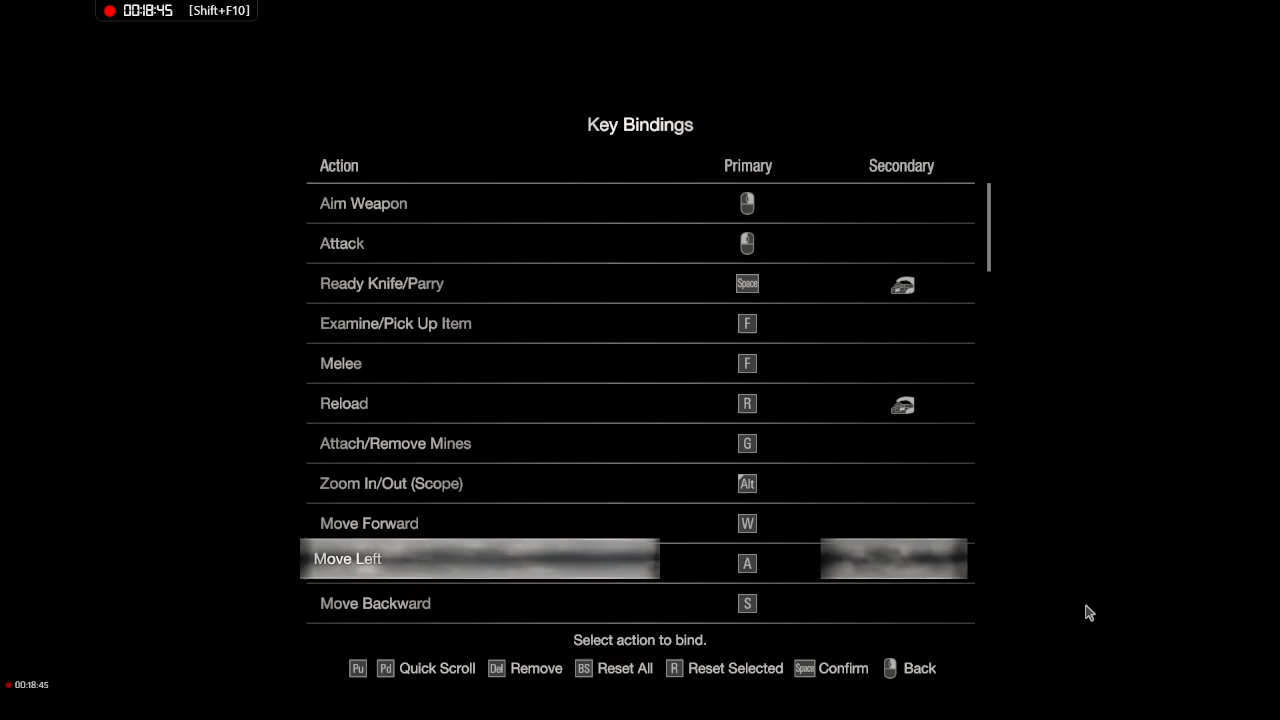 00:18:45 [Shift+F10]
Key Bindings
Action Primary Secondary
Aim Weapon
Attack
Ready Knife/Parry Space
Examine/Pick Up Item F
Melee F
Reload R
Attach/Remove Mines G
Zoom In/Out (Scope) Alt
Move Forward W
Move Left A
Move Backward S
Select action to bind.
Pu Pd Quick Scroll Del Remove BS Reset All R Reset Selected Space Confirm Back
00:18:45